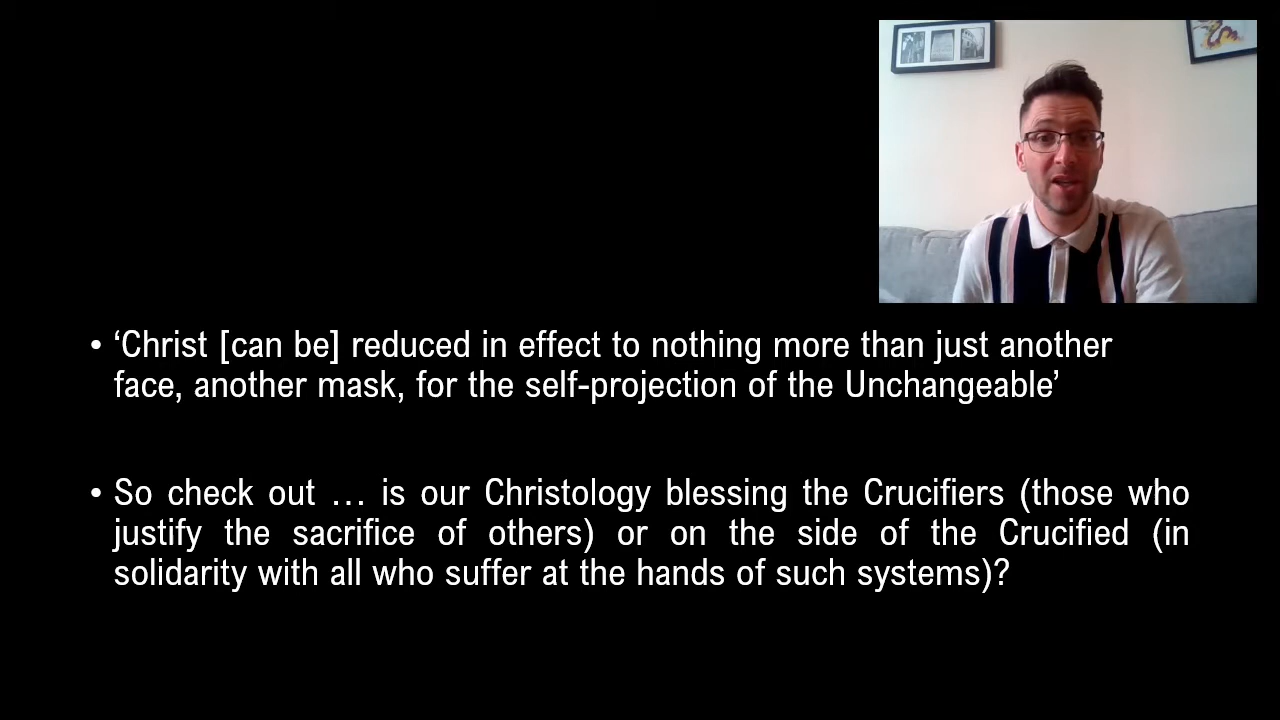 • ‘Christ [can be] reduced in effect to nothing more than just another
face, another mask, for the self-projection of the Unchangeable’
• So check out … is our Christology blessing the Crucifiers (those who
justify the sacrifice of others) or on the side of the Crucified (in
solidarity with all who suffer at the hands of such systems)?